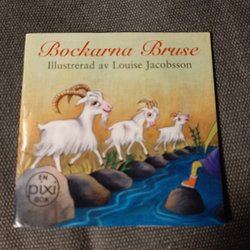 Bockarna Bruse
Illustrerad av Louise Jacobsson
EN
pixi
BOK